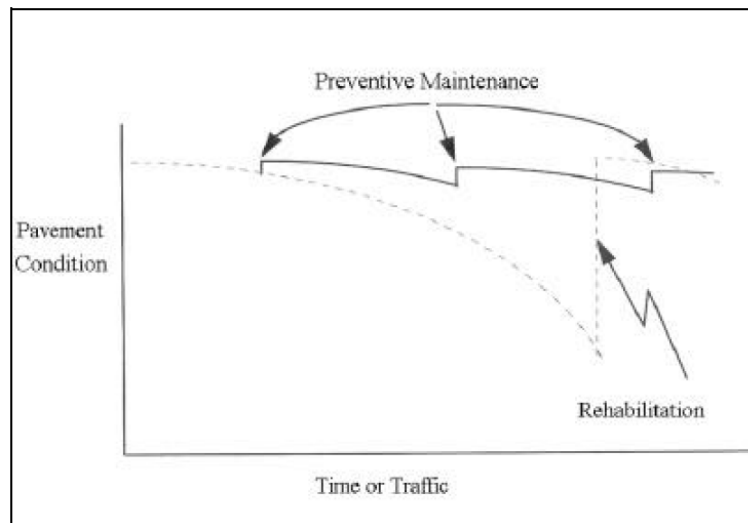 Preventive Maintenance
Pavement
Condition
Rehabilitation
Time or Traffic